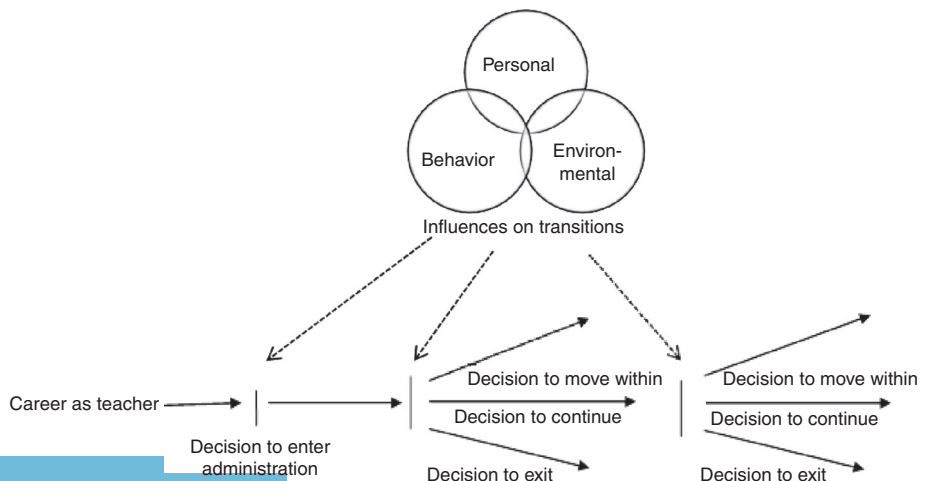 Personal
Behavior
Environ-
mental
Influences on transitions
Career as teacher
Decision to enter
administration
Decision to move within
Decision to continue
Decision to exit
Decision to move within
Decision to continue
Decision to exit